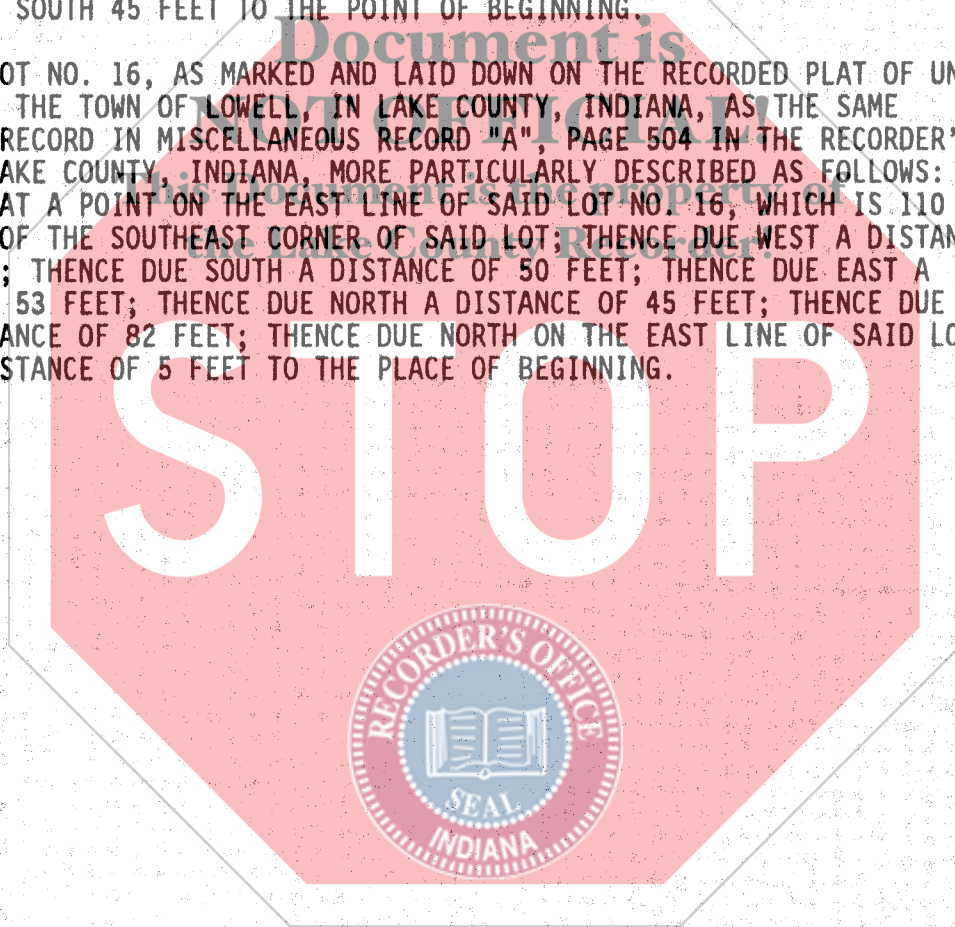 SOUTH 45 FEET TO THE POINT OF BEGINNING.
Document is
OT NO. 16, AS MARKED AND LAID DOWN ON THE RECORDED PLAT OF UN
THE TOWN OF LOWELL, IN LAKE COUNTY, INDIANA, AS THE SAME
NOT OFFICIAL!
RECORD IN MISCELLANEOUS RECORD "A", PAGE 504 IN THE RECORDER'
AKE COUNTY, INDIANA, MORE PARTICULARLY DESCRIBED AS FOLLOWS:
This Document is the property of
AT A POINT ON THE EAST LINE OF SAID LOT NO. 16, WHICH IS 110
OF THE SOUTHEAST CORNER OF SAID LOT; THENCE DUE WEST A DISTAN
the Lake County Recorder!
; THENCE DUE SOUTH A DISTANCE OF 50 FEET; THENCE DUE EAST A
53 FEET; THENCE DUE NORTH A DISTANCE OF 45 FEET; THENCE DUE
ANCE OF 82 FEET; THENCE DUE NORTH ON THE EAST LINE OF SAID LO
STANCE OF 5 FEET TO THE PLACE OF BEGINNING.
STOP
RECORDER'S OFFICE
SEAL
INDIANA